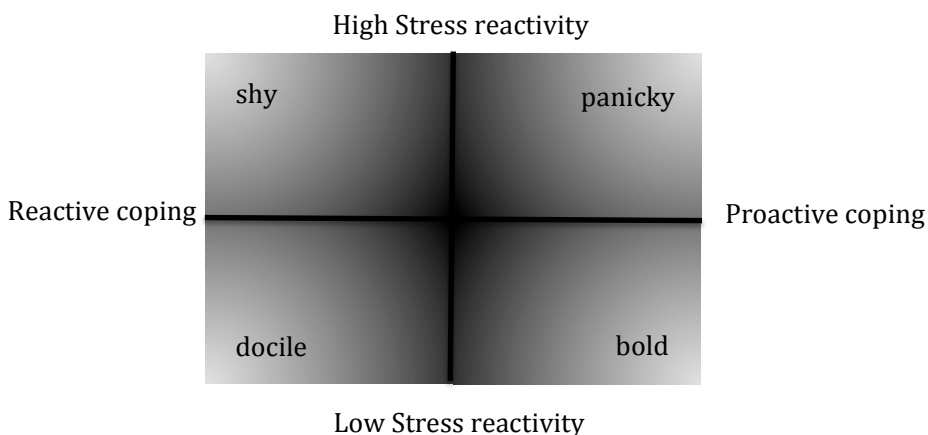 High Stress reactivity
shy
panicky
Reactive coping
Proactive coping
docile
bold
Low Stress reactivity